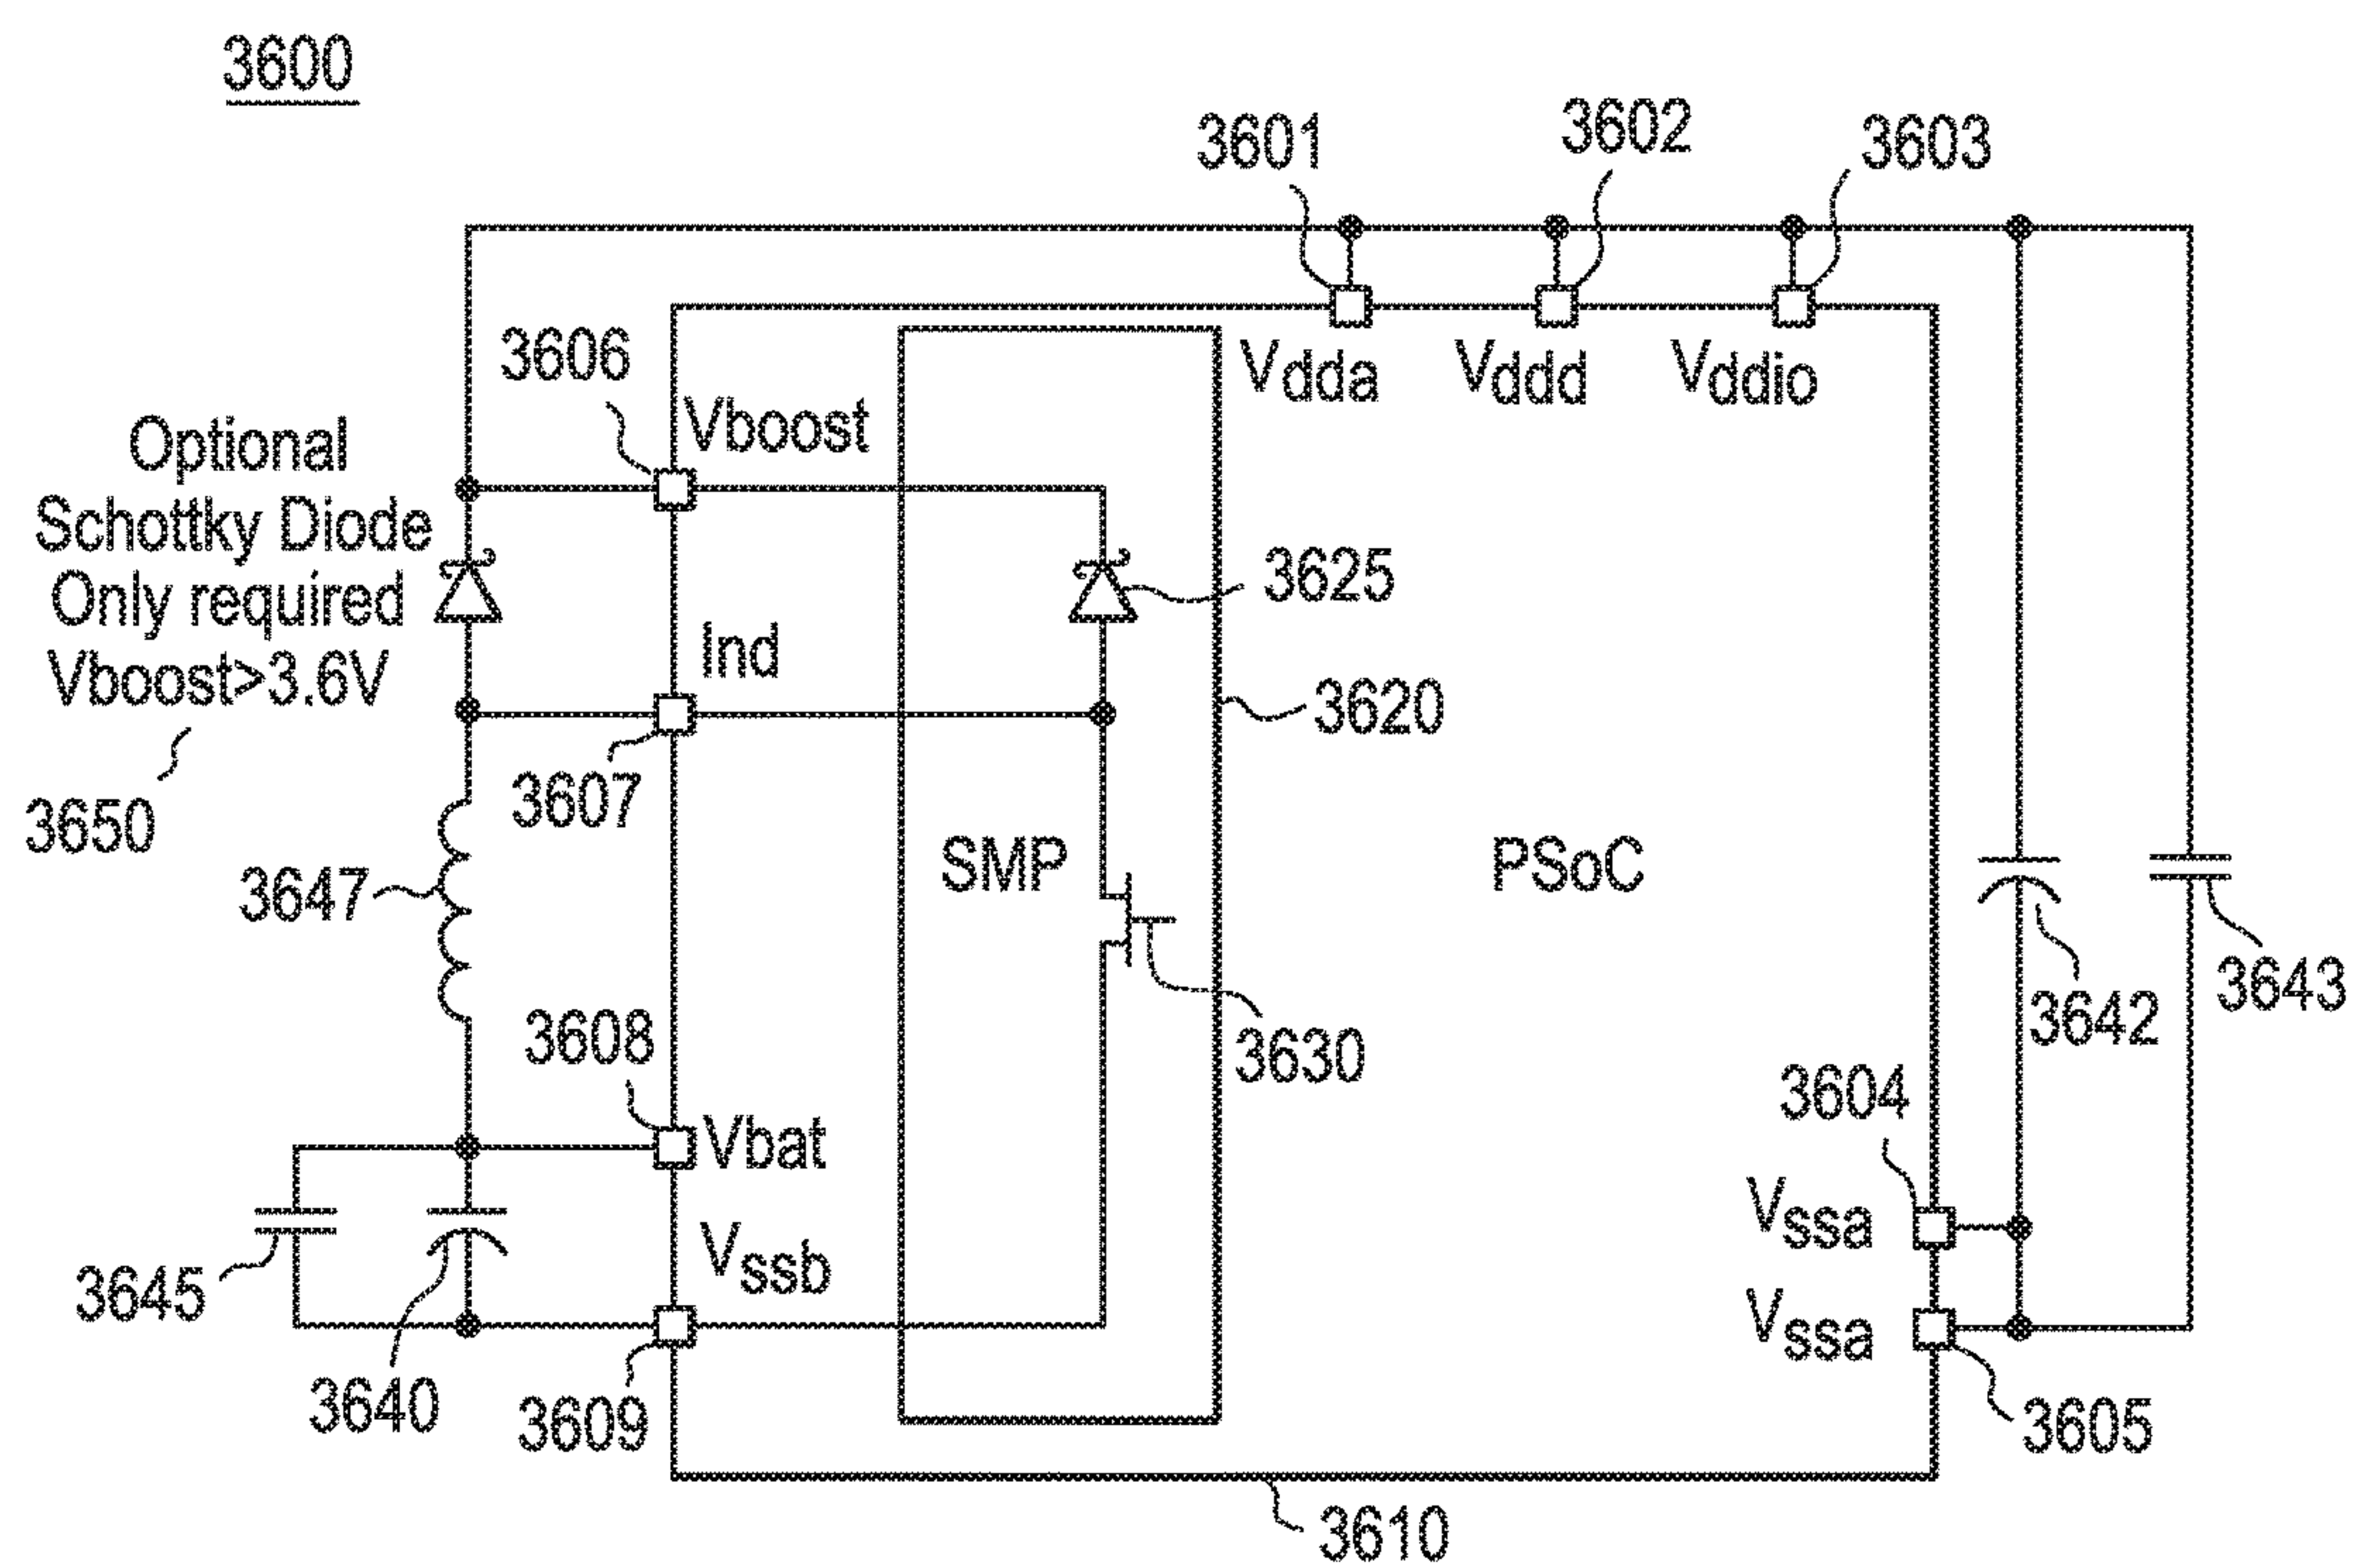 3600
3601
3602
3603
3606
Vdda
Vddd
Vddio
Vboost
Optional
Schottky Diode
Only required
Vboost>3.6V
3625
Ind
3620
3607
3650
3647
SMP
PSoC
3642
3643
3608
3630
3604
Vbat
Vssa
Vssb
3645
Vssa
3640
3609
3605
3610